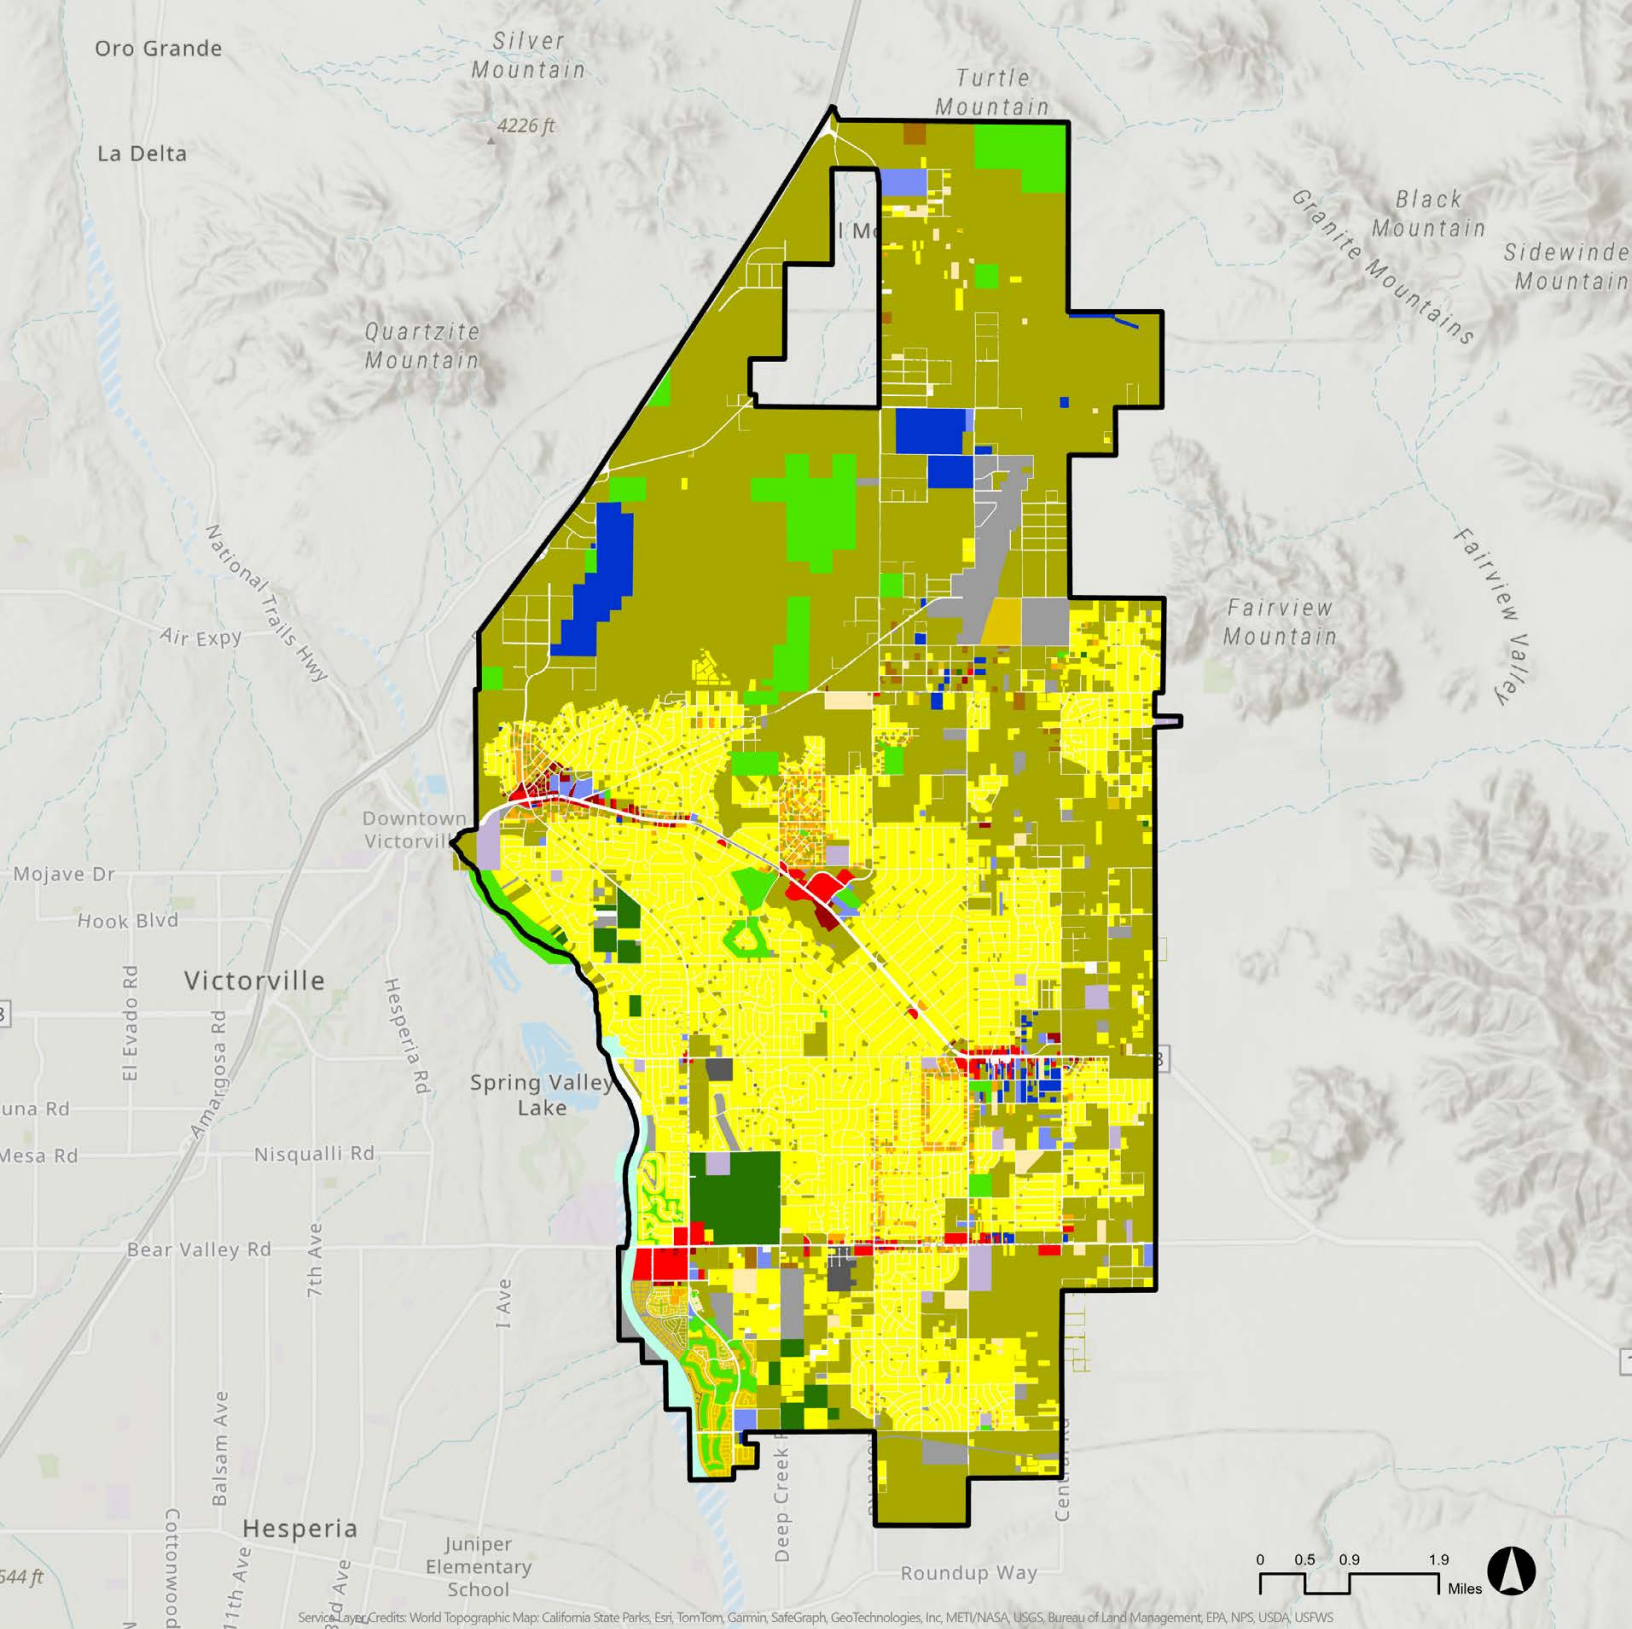 Oro Grande
Silver
Mountain
4226 ft
Turtle
Mountain
La Delta
Black
Mountain
Granite Mountains
Sidewinde
Mountain
Quartzite
Mountain
National Trails Hwy
Fairview Valley
Air Expy
Fairview
Mountain
Downtown
Victorvill
Mojave Dr
Hook Blvd
Victorville
El Evado Rd
Amargosa Rd
Hesperia Rd
Spring Valley
Lake
una Rd
Mesa Rd
Nisqualli Rd
Bear Valley Rd
7th Ave
I Ave
Balsam Ave
Cottonwood
11th Ave
Hesperia
Juniper
Elementary
School
Deep Creek
Roundup Way
544 ft
0 0.5 0.9 1.9
Miles
Service Layer Credits: World Topographic Map: California State Parks, Esri, TomTom, Garmin, SafeGraph, GeoTechnologies, Inc, METI/NASA, USGS, Bureau of Land Management, EPA, NPS, USDA, USFWS